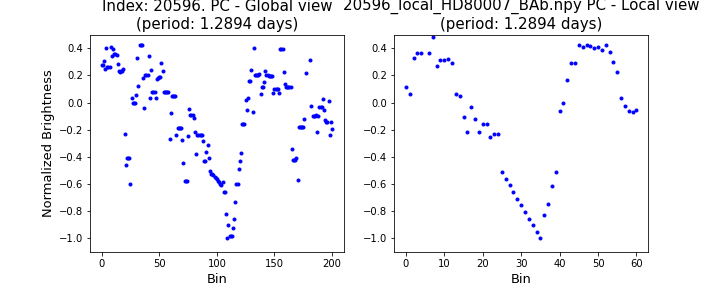 Index: 20596. PC - Global view
(period: 1.2894 days)
20596_local_HD80007_BAb.npy PC - Local view
(period: 1.2894 days)
Normalized Brightness
0.4
0.2
0.0
−0.2
−0.4
−0.6
−0.8
−1.0
0 50 100 150 200
Bin
0.4
0.2
0.0
−0.2
−0.4
−0.6
−0.8
−1.0
0 10 20 30 40 50 60
Bin